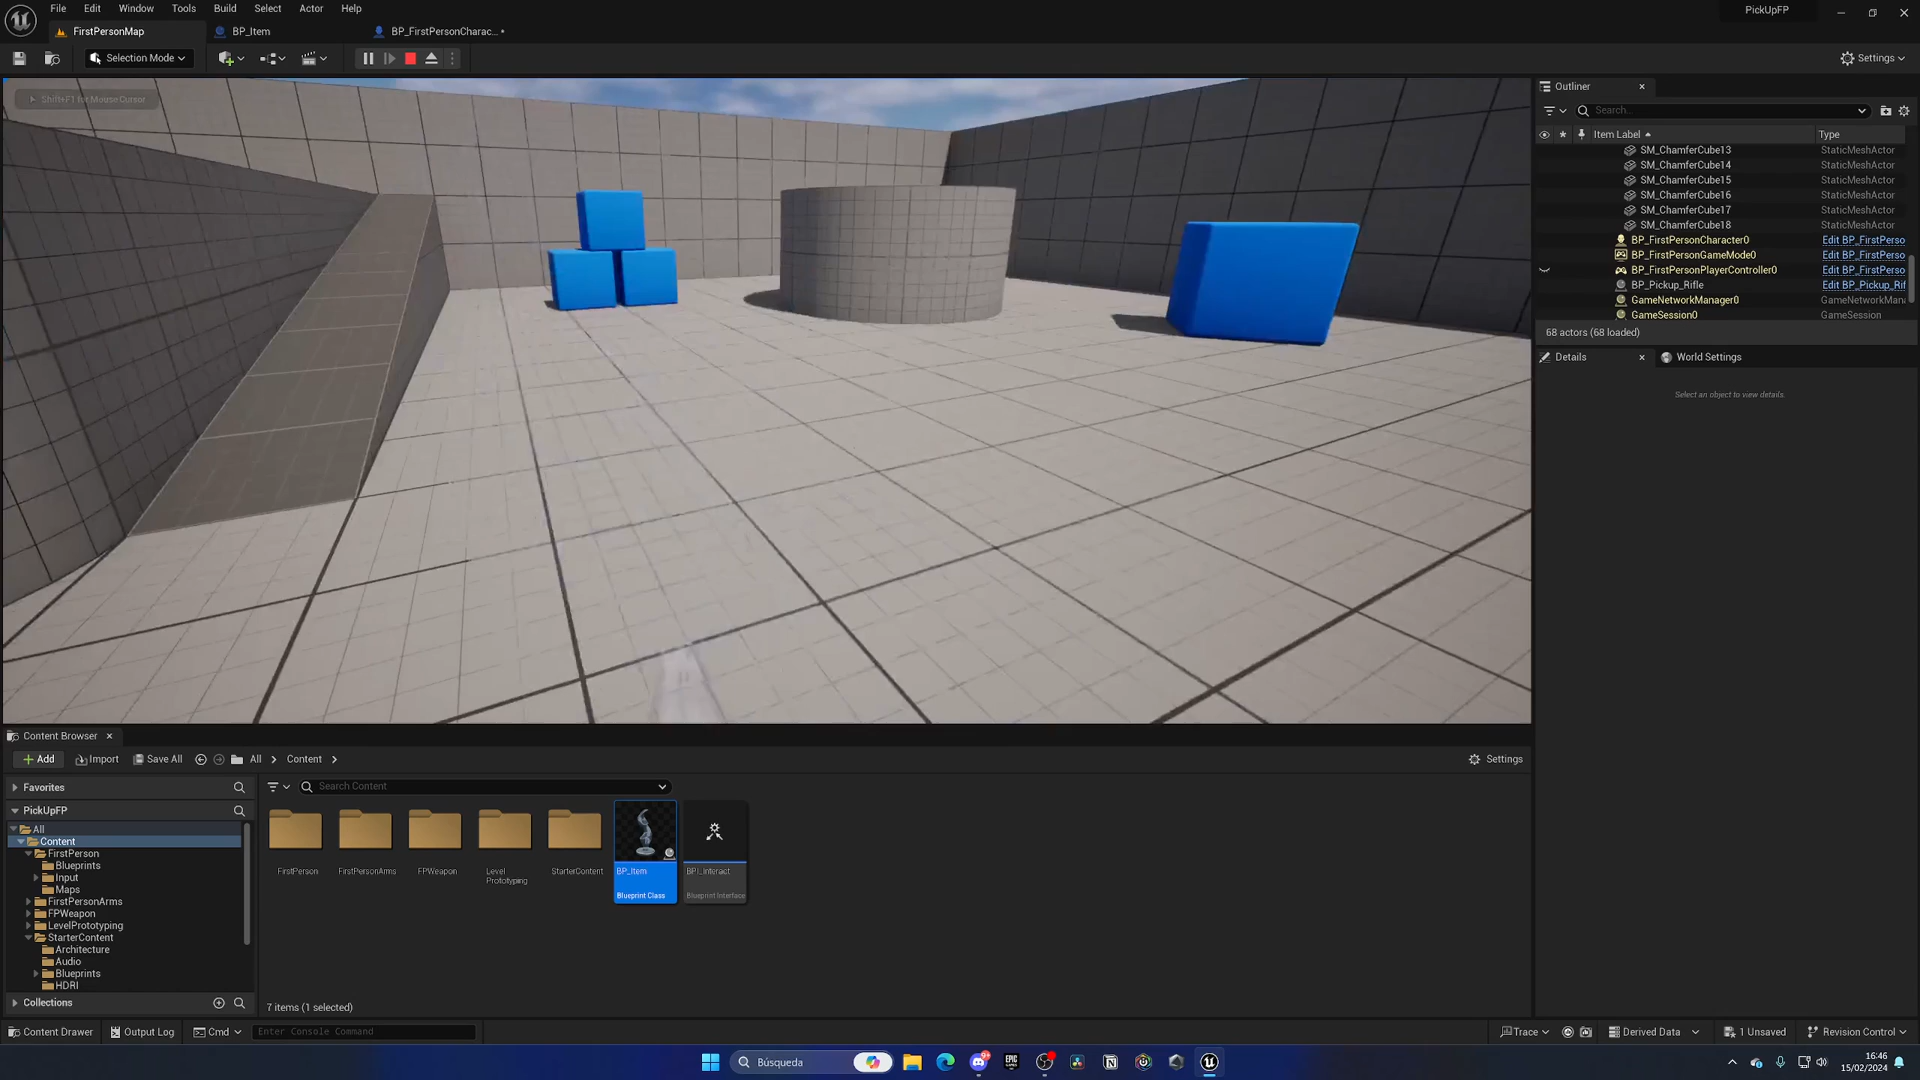 File Edit Window Tools Build Select Actor Help
PickUpFP
FirstPersonMap
BP_Item
BP_FirstPersonCharac... •
Selection Mode
Settings
Shift+F1 for Mouse Cursor
Outliner
Search...
Item Label
Type
SM_ChamferCube13 StaticMeshActor
SM_ChamferCube14 StaticMeshActor
SM_ChamferCube15 StaticMeshActor
SM_ChamferCube16 StaticMeshActor
SM_ChamferCube17 StaticMeshActor
SM_ChamferCube18 StaticMeshActor
BP_FirstPersonCharacter0 Edit BP_FirstPerso
BP_FirstPersonGameMode0 Edit BP_FirstPerso
BP_FirstPersonPlayerController0 Edit BP_FirstPerso
BP_Pickup_Rifle Edit BP_Pickup_Rif
GameNetworkManager0 GameNetworkMana
GameSession0 GameSession
68 actors (68 loaded)
Details
World Settings
Select an object to view details.
Content Browser
Add
Import
Save All
All
Content
Settings
Favorites
Search Content
PickUpFP
All
Content
FirstPerson
Blueprints
Input
Maps
FirstPersonArms
FPWeapon
LevelPrototyping
StarterContent
Architecture
Audio
Blueprints
HDRI
Collections
FirstPerson
FirstPersonArms
FPWeapon
Level
Prototyping
StarterContent
BP_Item
Blueprint Class
BPI_Interact
Blueprint Interface
7 items (1 selected)
Content Drawer
Output Log
Cmd
Enter Console Command
Trace
Derived Data
1 Unsaved
Revision Control
Búsqueda
16:46
15/02/2024